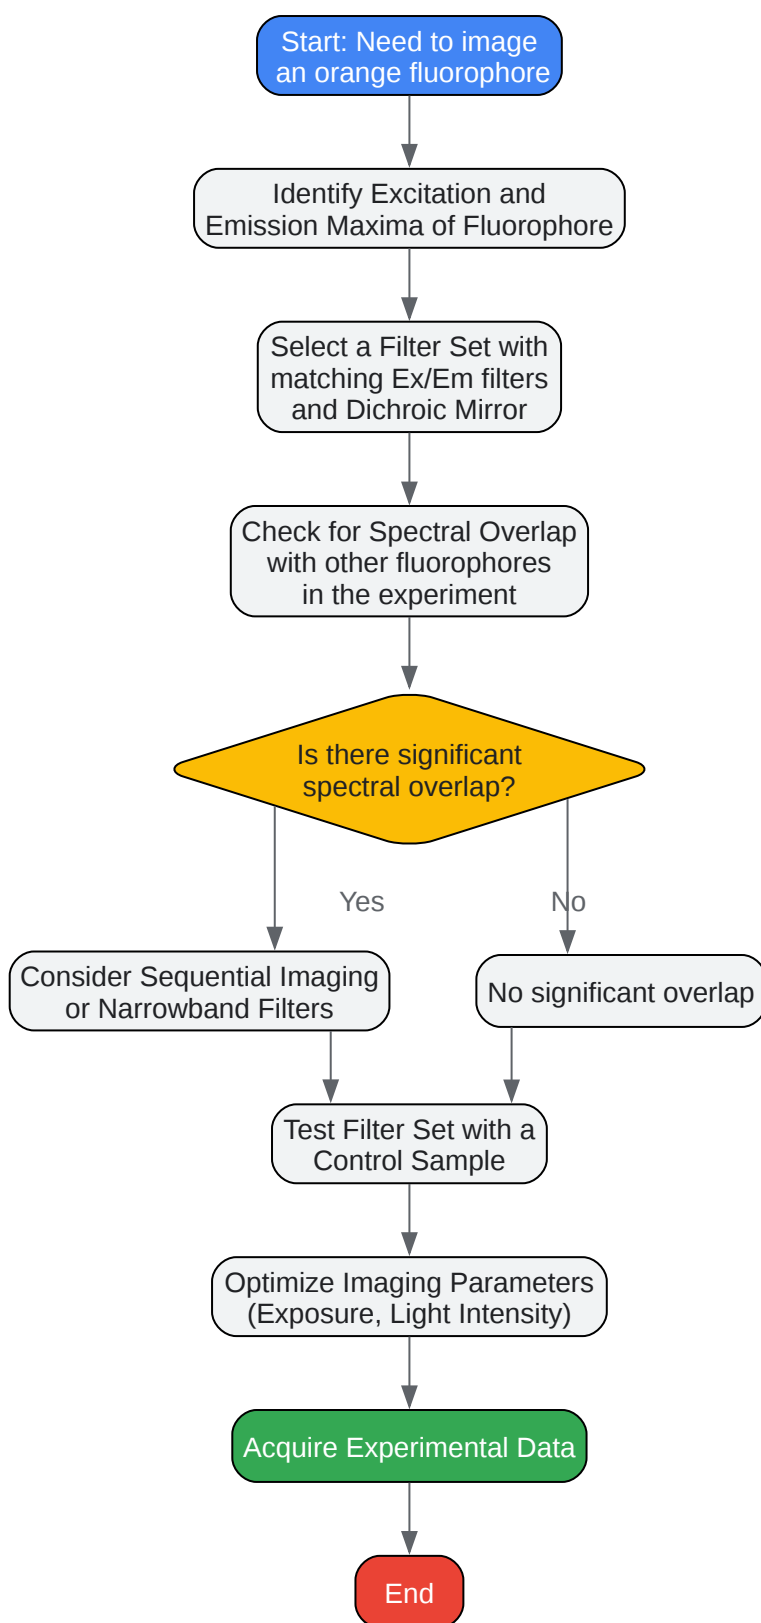 Start: Need to image
an orange fluorophore
Identify Excitation and
Emission Maxima of Fluorophore
Select a Filter Set with
matching Ex/Em filters
and Dichroic Mirror
Check for Spectral Overlap
with other fluorophores
in the experiment
Is there significant
spectral overlap?
Yes
No
Consider Sequential Imaging
or Narrowband Filters
No significant overlap
Test Filter Set with a
Control Sample
Optimize Imaging Parameters
(Exposure, Light Intensity)
Acquire Experimental Data
End